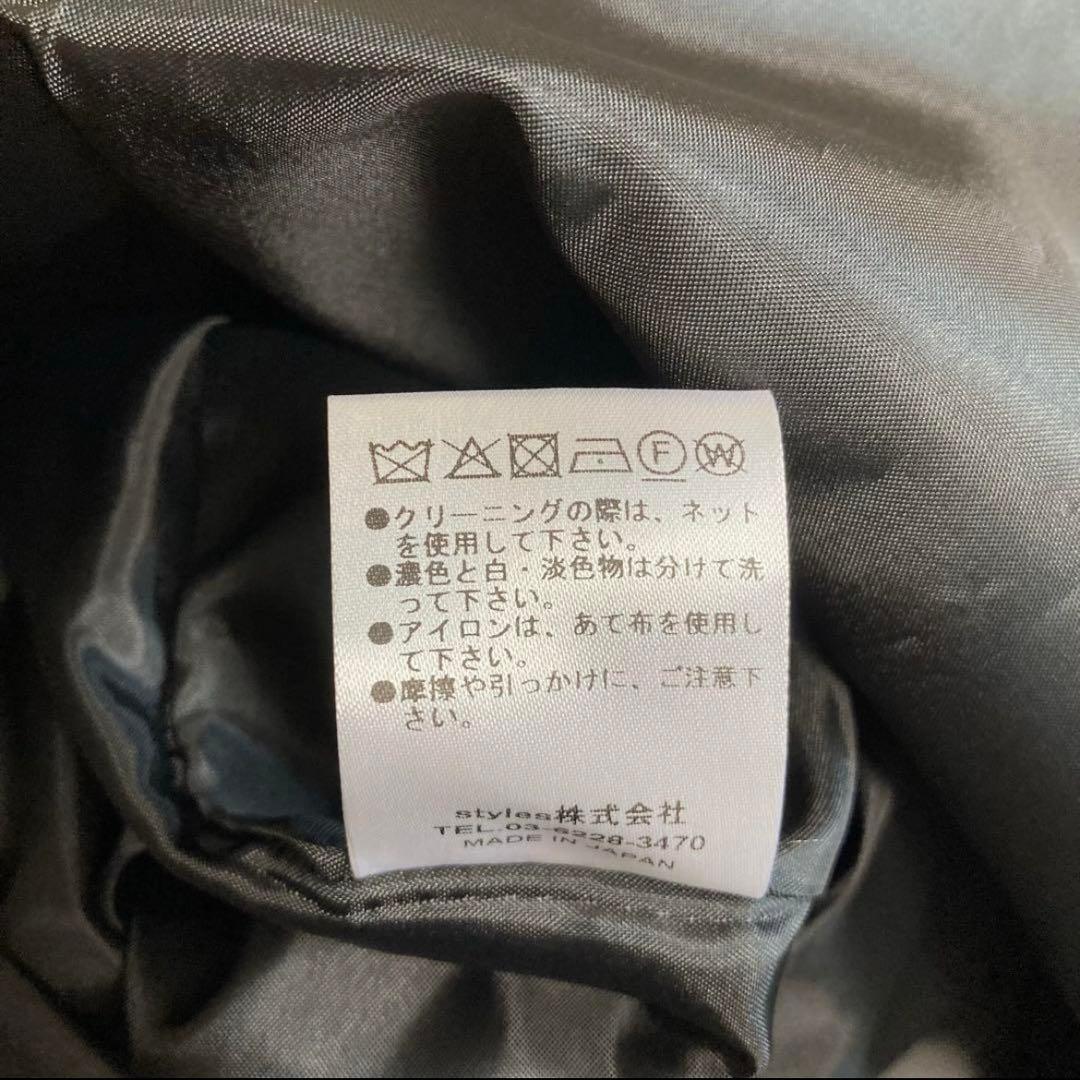 F W
●クリーニングの際は、ネット
を使用して下さい。
●濃色と白・淡色物は分けて洗
って下さい。
●アイロンは、あて布を使用し
て下さい。
●摩擦や引っかけに、ご注意下
さい。
styles株式会社
TEL.03-6228-3470
MADE IN JAPAN